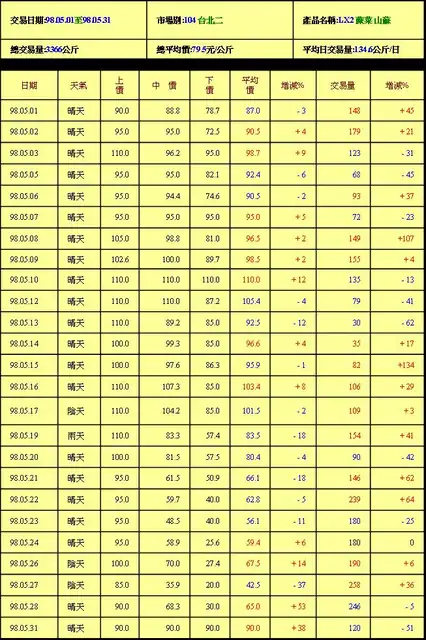 交易日期:98.05.01至98.05.31 市場別:104 台北二 產品名稱:LX2 蕨菜 山蘇
總交易量:3366公斤 總平均價:79.5元/公斤 平均日交易量:134.6公斤/日
日期 天氣 上價 中價 下價 平均價 增減% 交易量 增減%
98.05.01 晴天 90.0 88.8 78.7 87.0 - 3 148 + 45
98.05.02 晴天 95.0 95.0 72.5 90.5 + 4 179 + 21
98.05.03 晴天 110.0 96.2 95.0 98.7 + 9 123 - 31
98.05.05 晴天 95.0 95.0 82.1 92.4 - 6 68 - 45
98.05.06 晴天 95.0 94.4 74.6 90.5 - 2 93 + 37
98.05.07 晴天 95.0 95.0 95.0 95.0 + 5 72 - 23
98.05.08 晴天 105.0 98.8 81.0 96.5 + 2 149 +107
98.05.09 晴天 102.6 100.0 89.7 98.5 + 2 155 + 4
98.05.10 晴天 110.0 110.0 110.0 110.0 + 12 135 - 13
98.05.12 晴天 110.0 110.0 87.2 105.4 - 4 79 - 41
98.05.13 晴天 110.0 89.2 85.0 92.5 - 12 30 - 62
98.05.14 晴天 100.0 99.3 85.0 96.6 + 4 35 + 17
98.05.15 晴天 100.0 97.6 86.3 95.9 - 1 82 +134
98.05.16 晴天 110.0 107.3 85.0 103.4 + 8 106 + 29
98.05.17 陰天 110.0 104.2 85.0 101.5 - 2 109 + 3
98.05.19 雨天 110.0 83.3 57.4 83.5 - 18 154 + 41
98.05.20 晴天 100.0 81.5 57.5 80.4 - 4 90 - 42
98.05.21 晴天 95.0 61.5 50.9 66.1 - 18 146 + 62
98.05.22 晴天 95.0 59.7 40.0 62.8 - 5 239 + 64
98.05.23 晴天 95.0 48.5 40.0 56.1 - 11 180 - 25
98.05.24 晴天 95.0 58.9 25.6 59.4 + 6 180 0
98.05.26 陰天 100.0 70.0 27.4 67.5 + 14 190 + 6
98.05.27 陰天 85.0 35.9 20.0 42.5 - 37 258 + 36
98.05.28 晴天 90.0 68.3 30.0 65.0 + 53 246 - 5
98.05.31 晴天 90.0 90.0 90.0 90.0 + 38 120 - 51